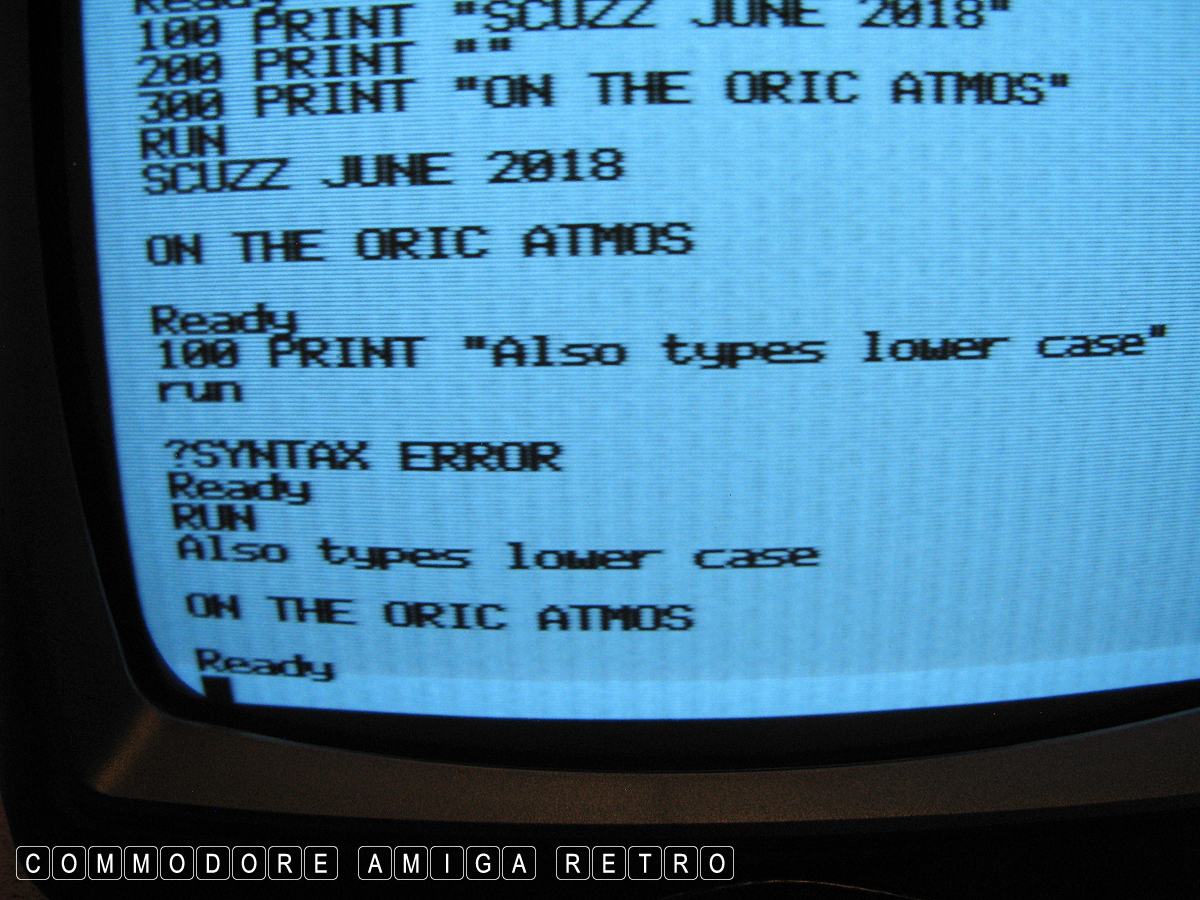 Ready
100 PRINT "SCUZZ JUNE 2018"
200 PRINT ""
300 PRINT "ON THE ORIC ATMOS"
RUN
SCUZZ JUNE 2018
ON THE ORIC ATMOS
Ready
100 PRINT "Also types lower case"
run
?SYNTAX ERROR
Ready
RUN
Also types lower case
ON THE ORIC ATMOS
Ready
COMMODORE AMIGA RETRO